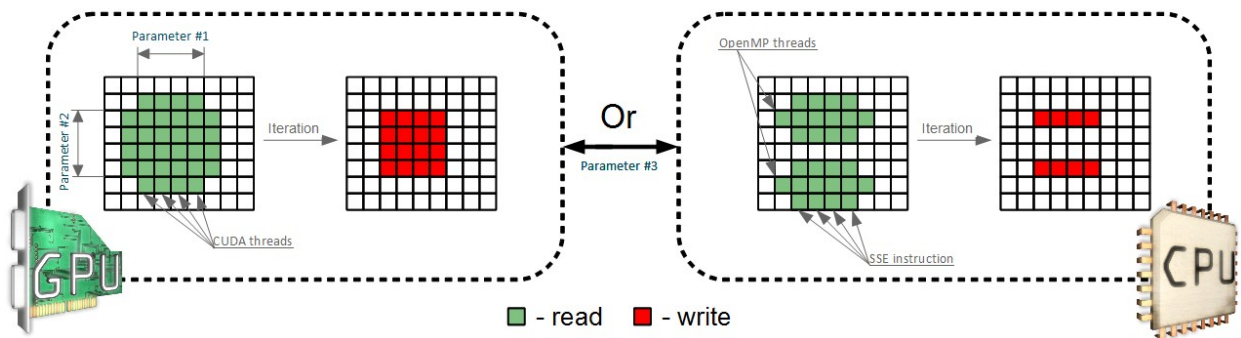 Parameter #1
Parameter #2
Iteration
CUDA threads
GPU
Or
Parameter #3
OpenMP threads
Iteration
SSE instruction
CPU
- read
- write